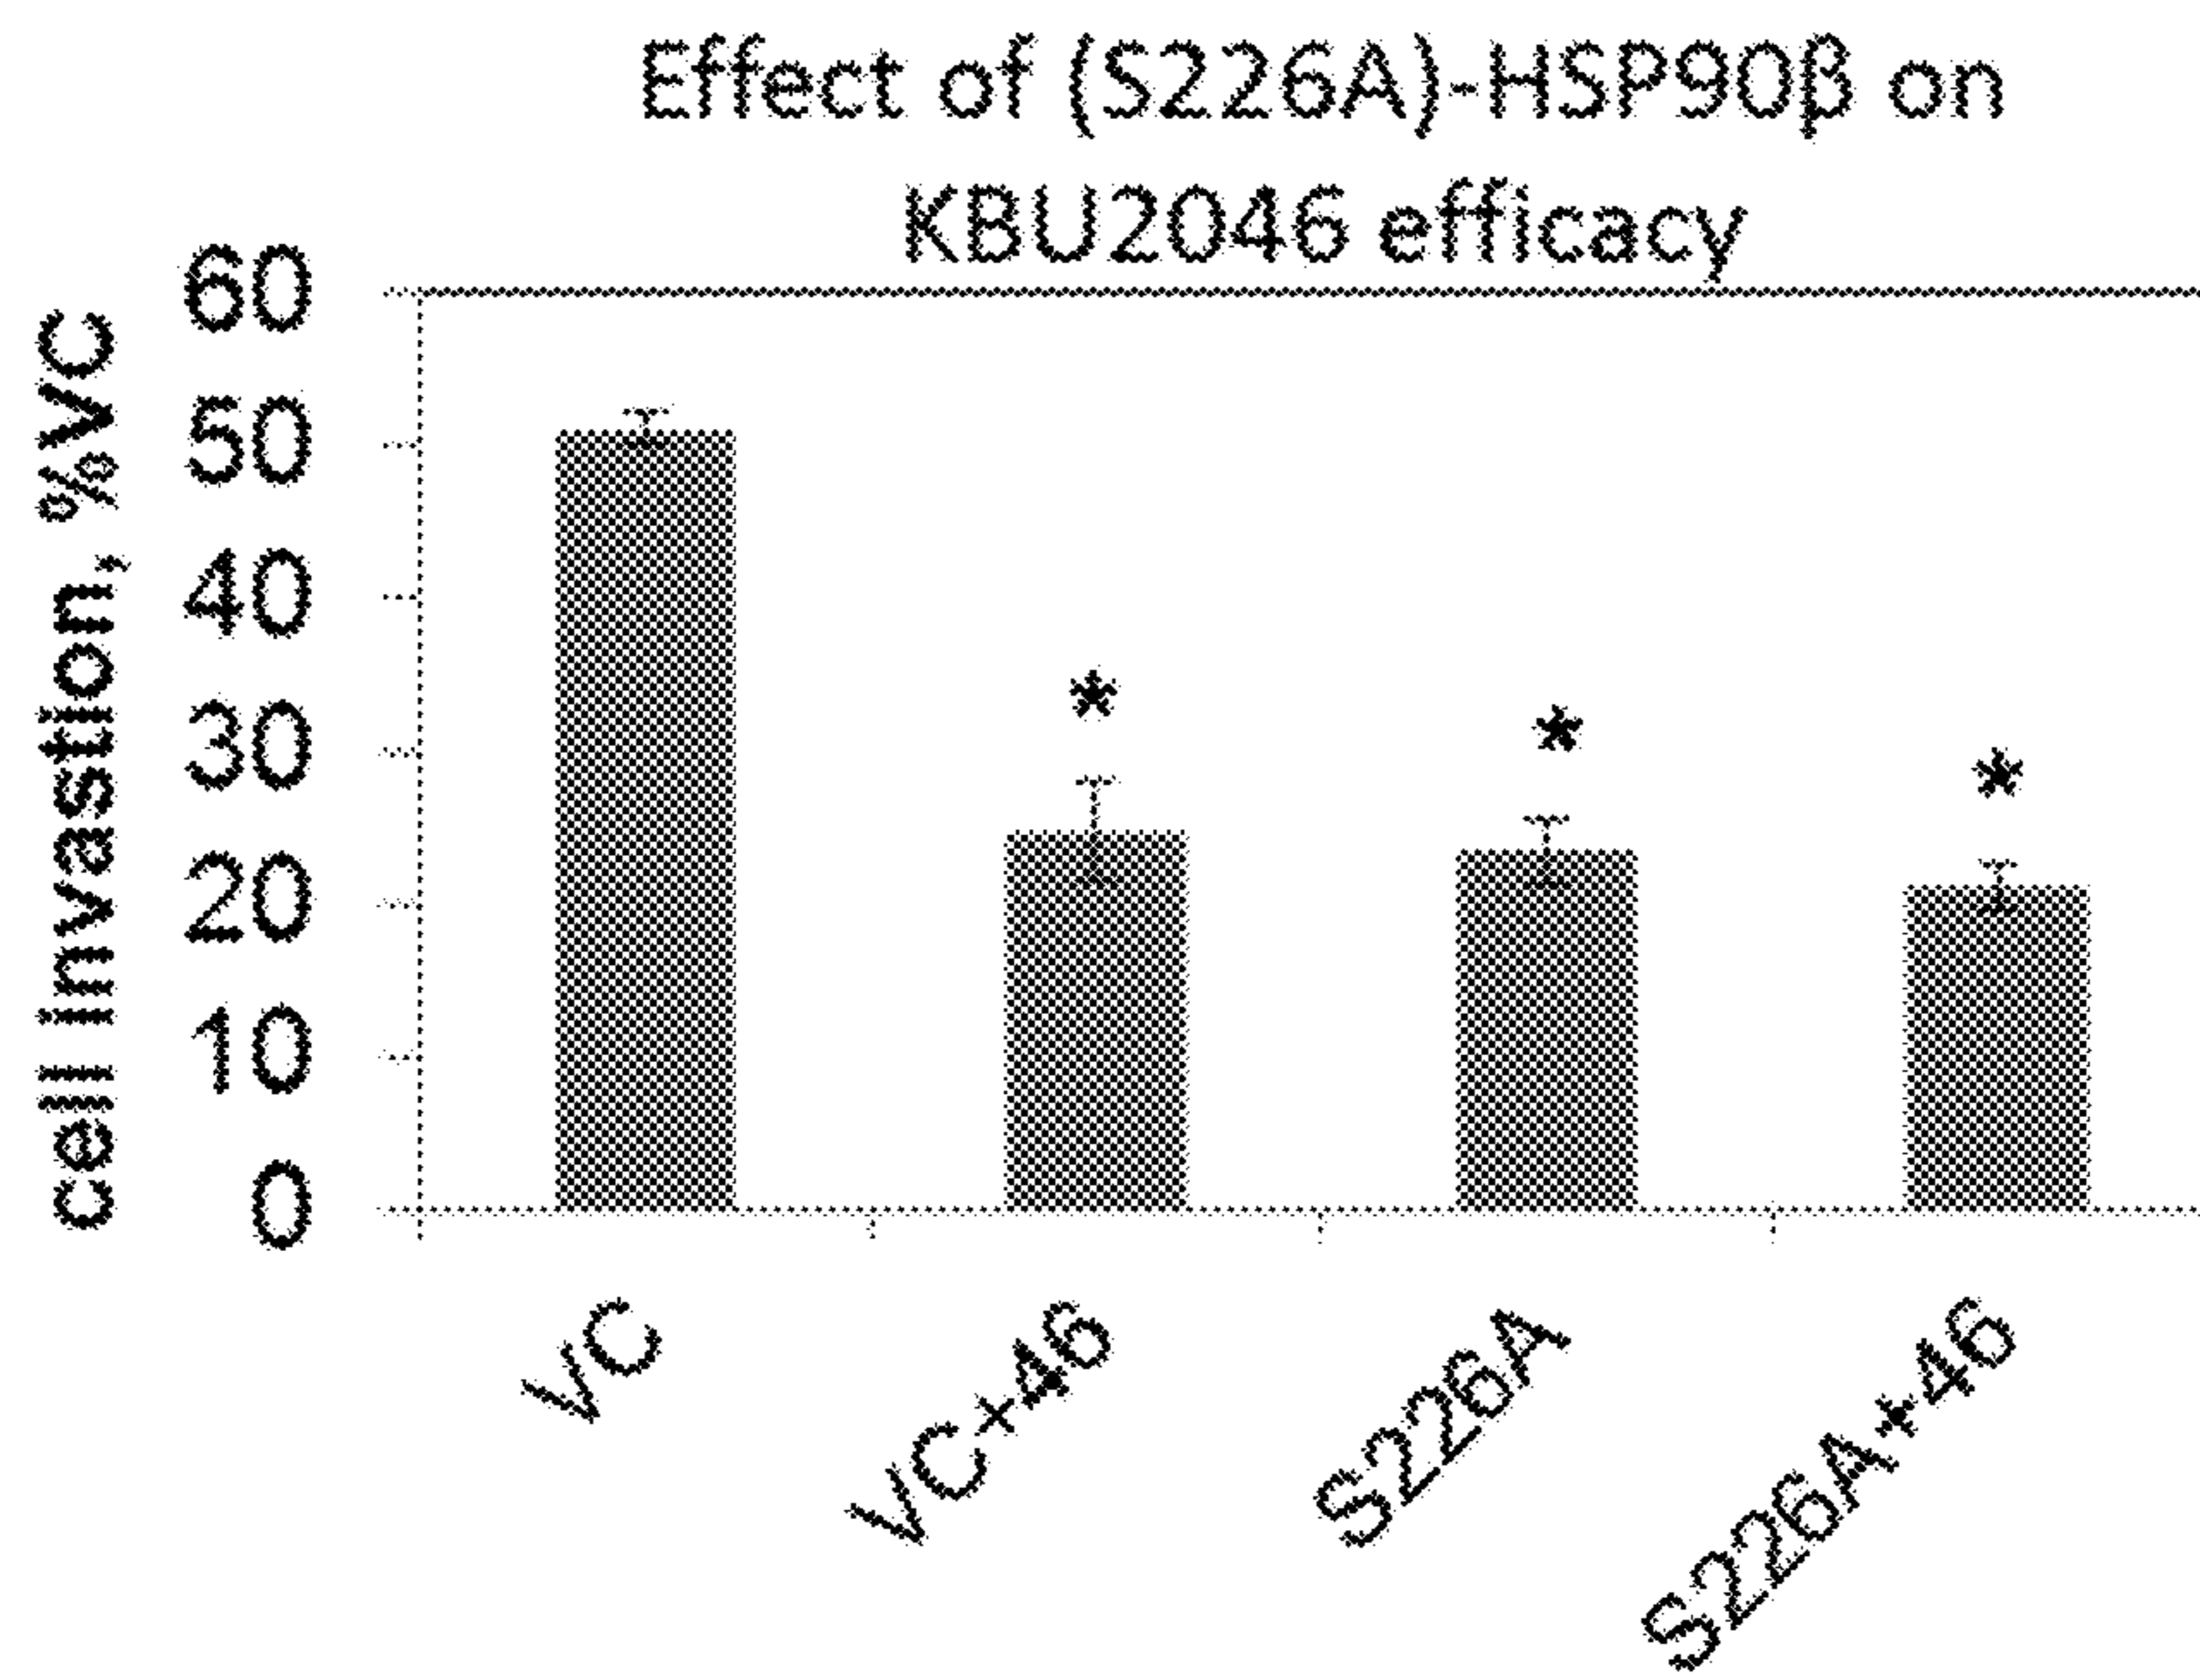 Effect of (S226A)-HSP90β on
KBU2046 efficacy
cell invastion, %VC
60
50
40
30
20
10
0
*
*
*
VC
VC+46
S226A
S226A+46